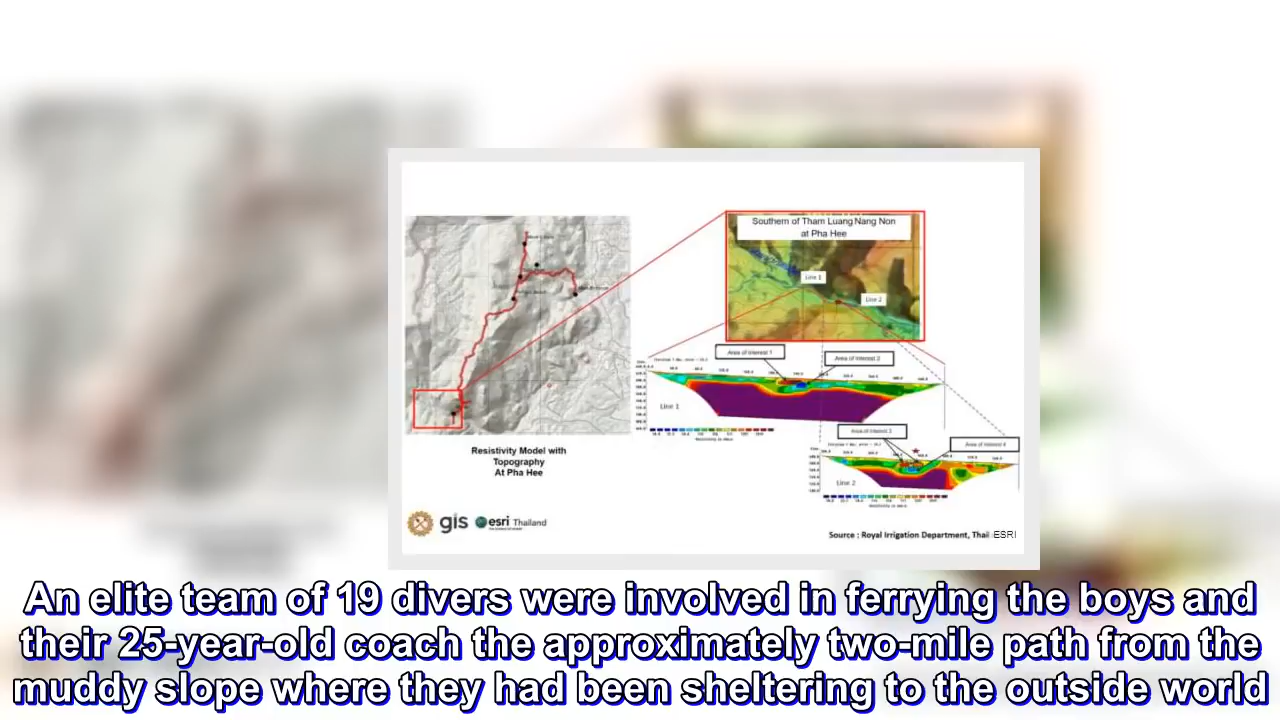 Southern of Tham Luang Nang Non
at Pha Hee
Line 1
Line 2
Area of Interest 1
Area of Interest 2
Line 1
Area of Interest 3
Area of Interest 4
Line 2
Resistivity Model with
Topography
At Pha Hee
gis esri Thailand
Source : Royal Irrigation Department, Thai
ESRI
An elite team of 19 divers were involved in ferrying the boys and
their 25-year-old coach the approximately two-mile path from the
muddy slope where they had been sheltering to the outside world